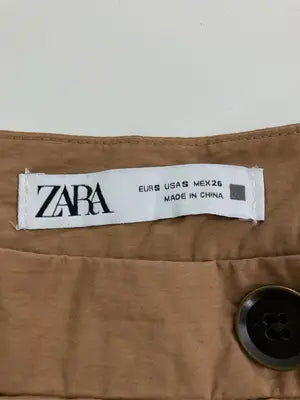 ZARA
EUR S USA S MEX 26
MADE IN CHINA